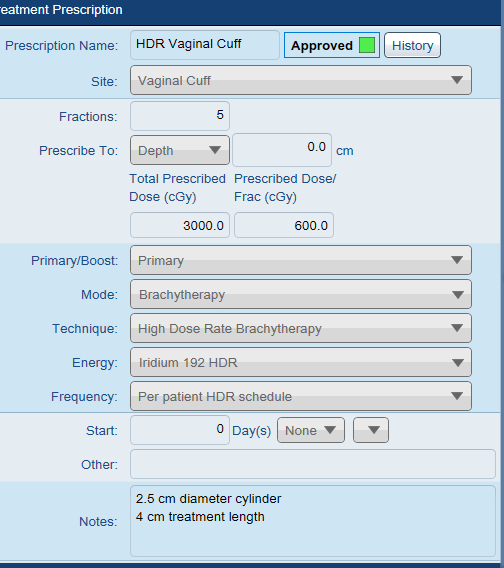 eatment Prescription
Prescription Name: HDR Vaginal Cuff Approved History
Site: Vaginal Cuff
Fractions: 5
Prescribe To: Depth 0.0 cm
Total Prescribed Prescribed Dose/
Dose (cGy) Frac (cGy)
3000.0 600.0
Primary/Boost: Primary
Mode: Brachytherapy
Technique: High Dose Rate Brachytherapy
Energy: Iridium 192 HDR
Frequency: Per patient HDR schedule
Start: 0 Day(s) None
Other:
Notes: 2.5 cm diameter cylinder
4 cm treatment length